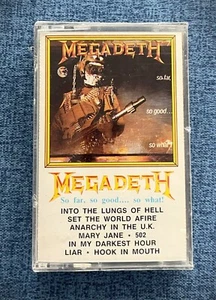 MEGADETH
so far,
so good...
so what!
MEGADETH
So far, so good.... so what!
INTO THE LUNGS OF HELL
SET THE WORLD AFIRE
ANARCHY IN THE U.K.
MARY JANE • 502
IN MY DARKEST HOUR
LIAR • HOOK IN MOUTH